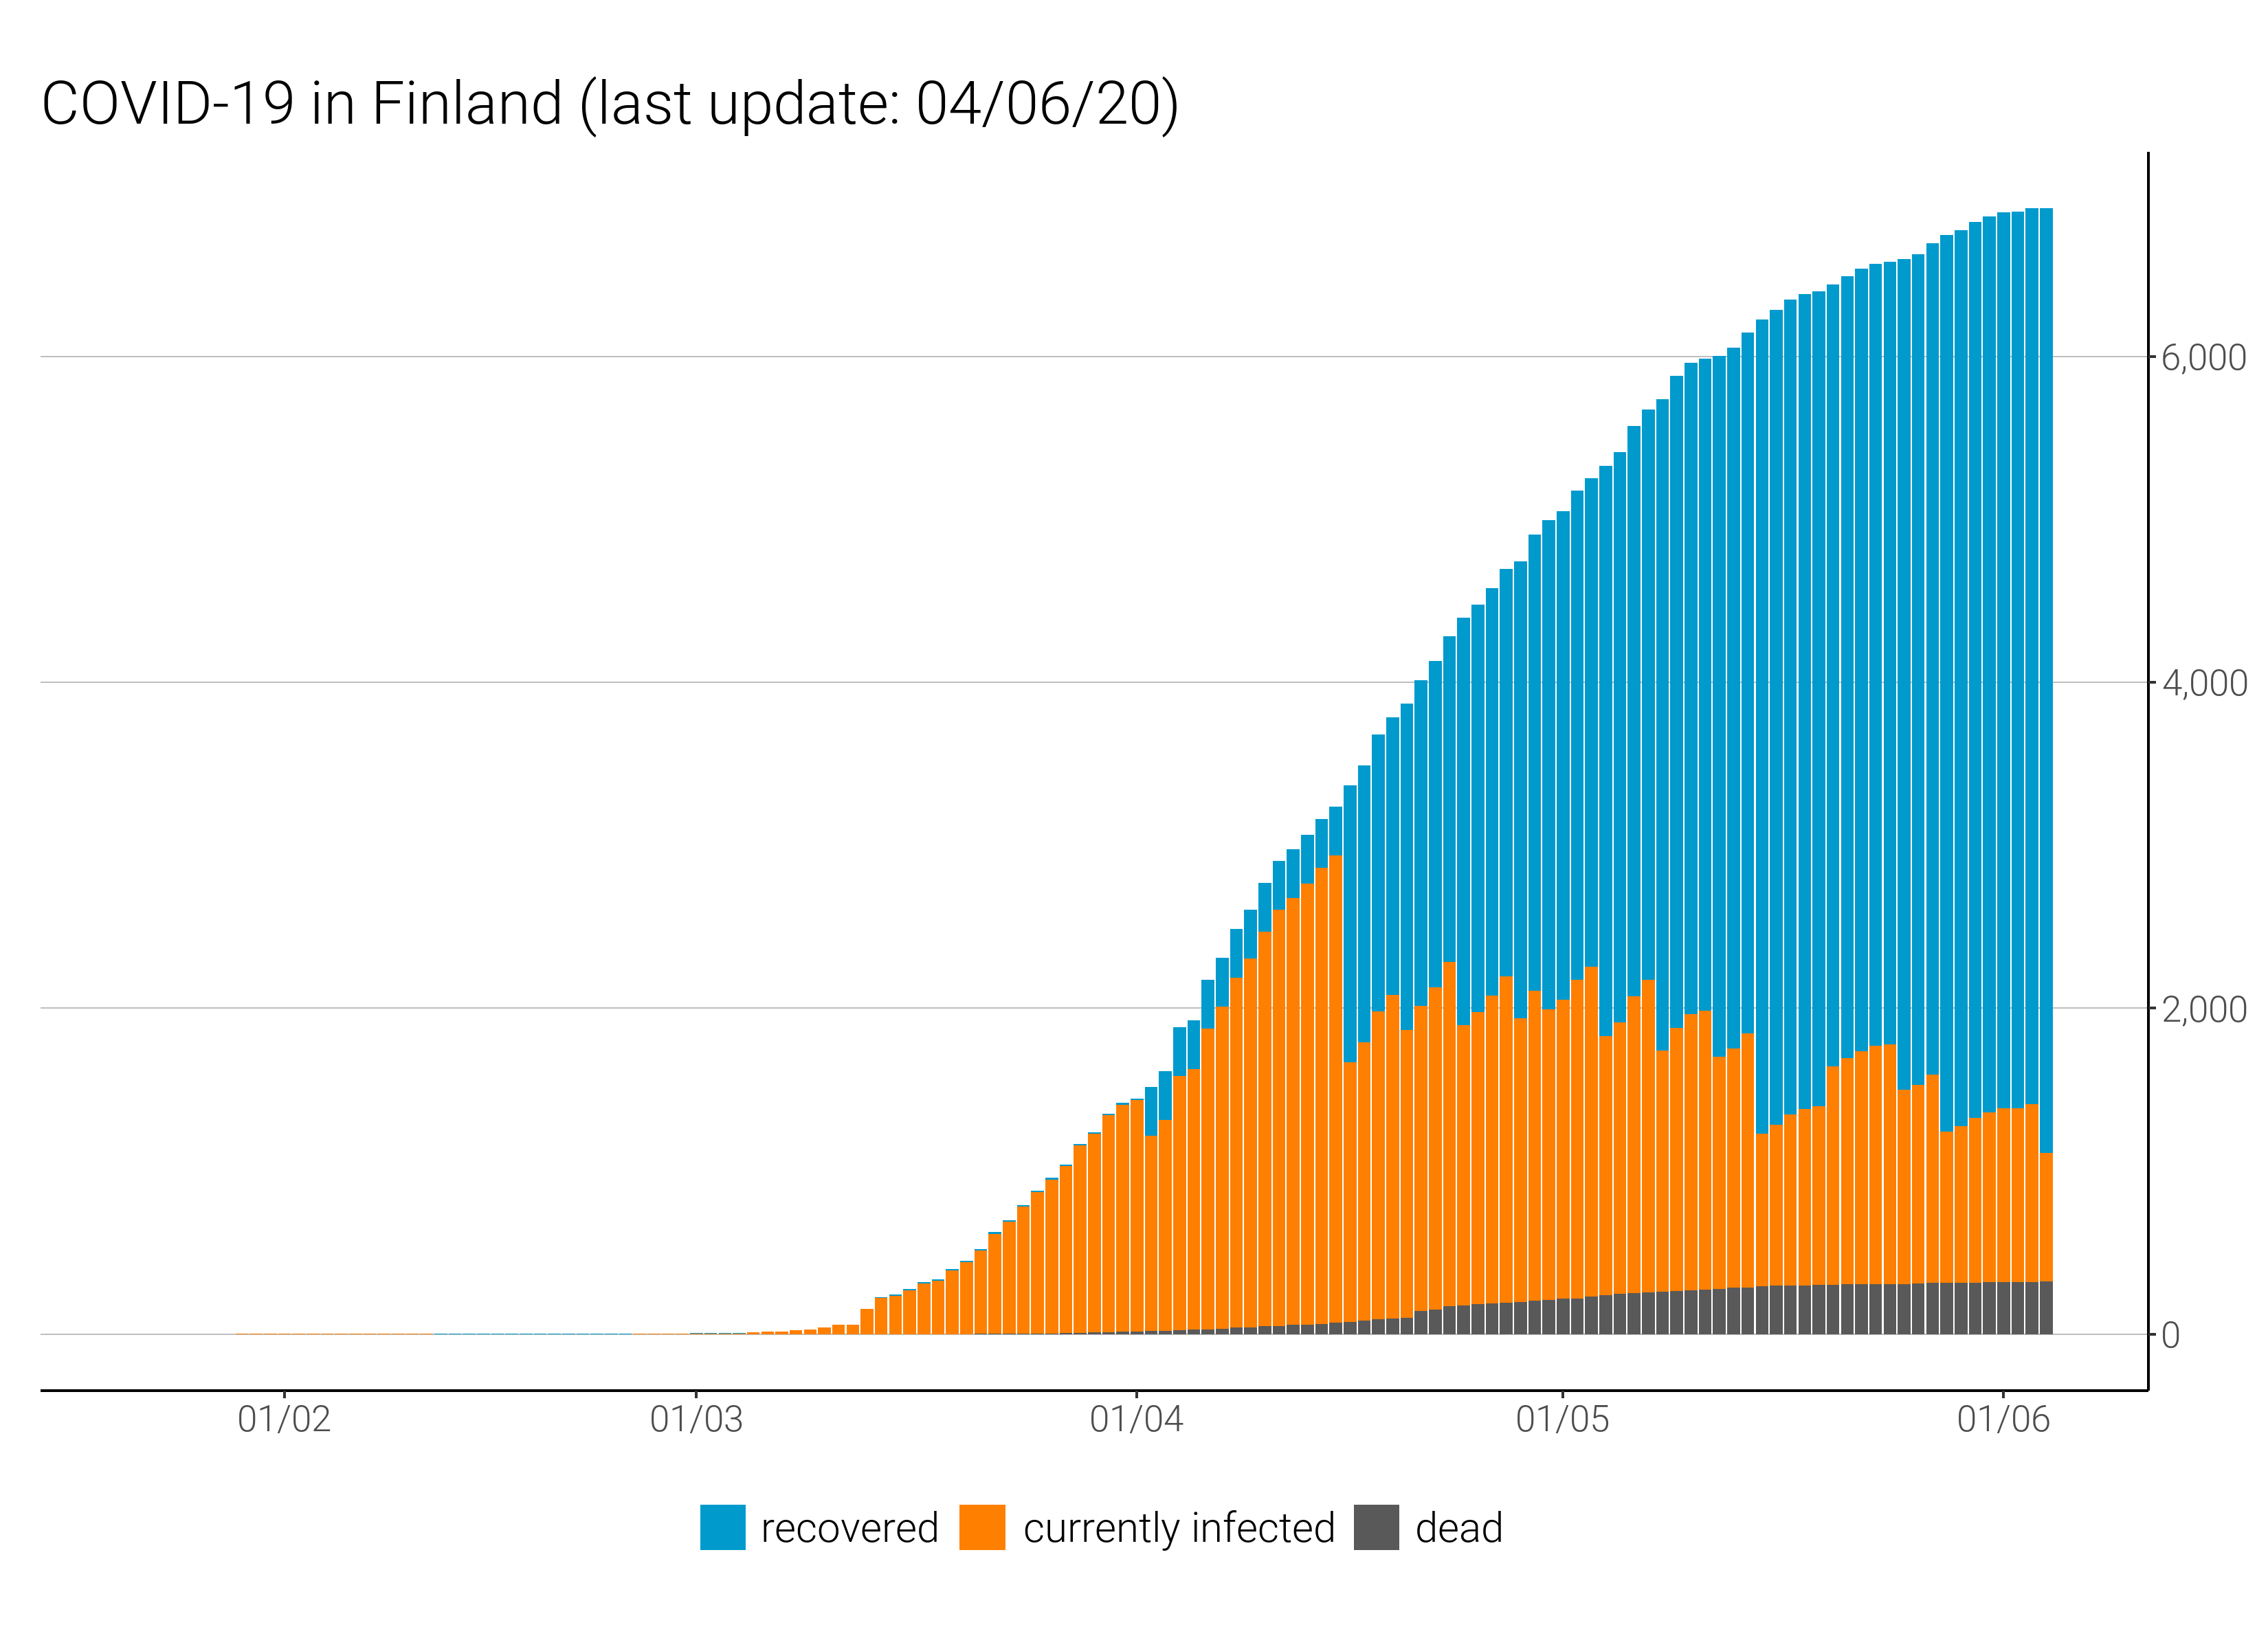 COVID-19 in Finland (last update: 04/06/20)
6,000
4,000
2,000
0
01/02 01/03 01/04 01/05 01/06
recovered currently infected dead